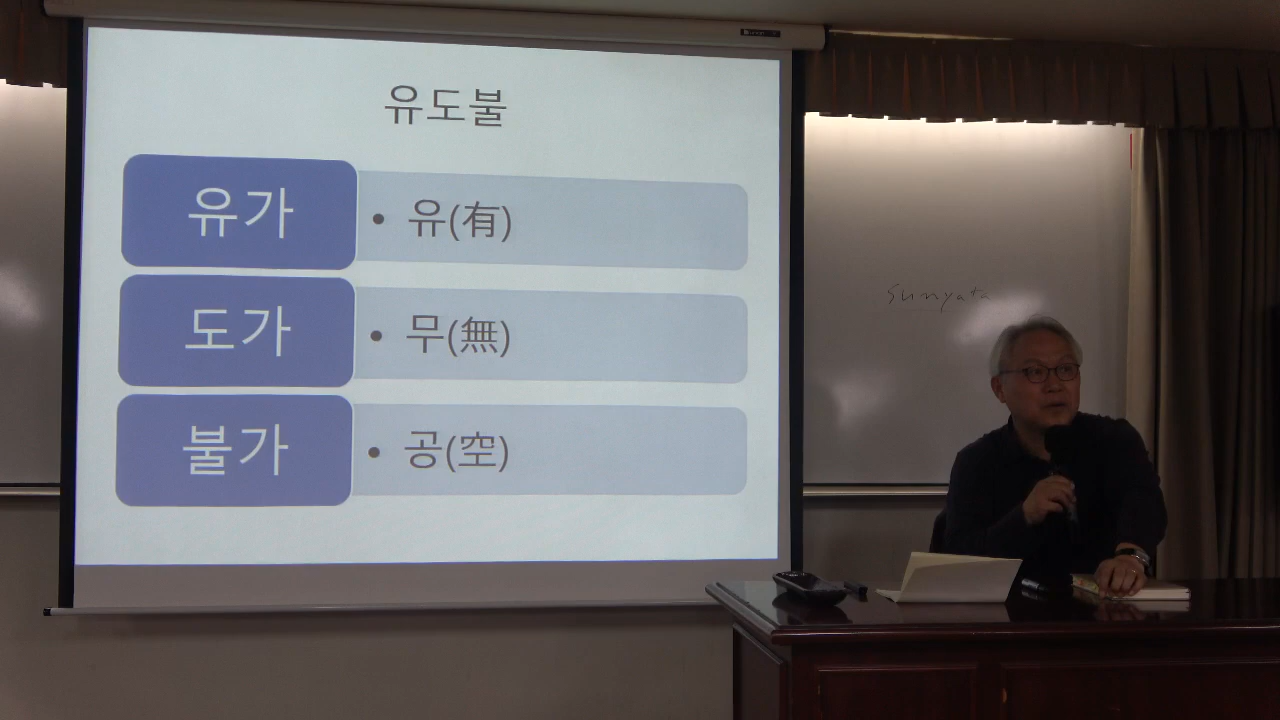 유도불
유가
• 유(有)
도가
• 무(無)
불가
• 공(空)
Sunyata